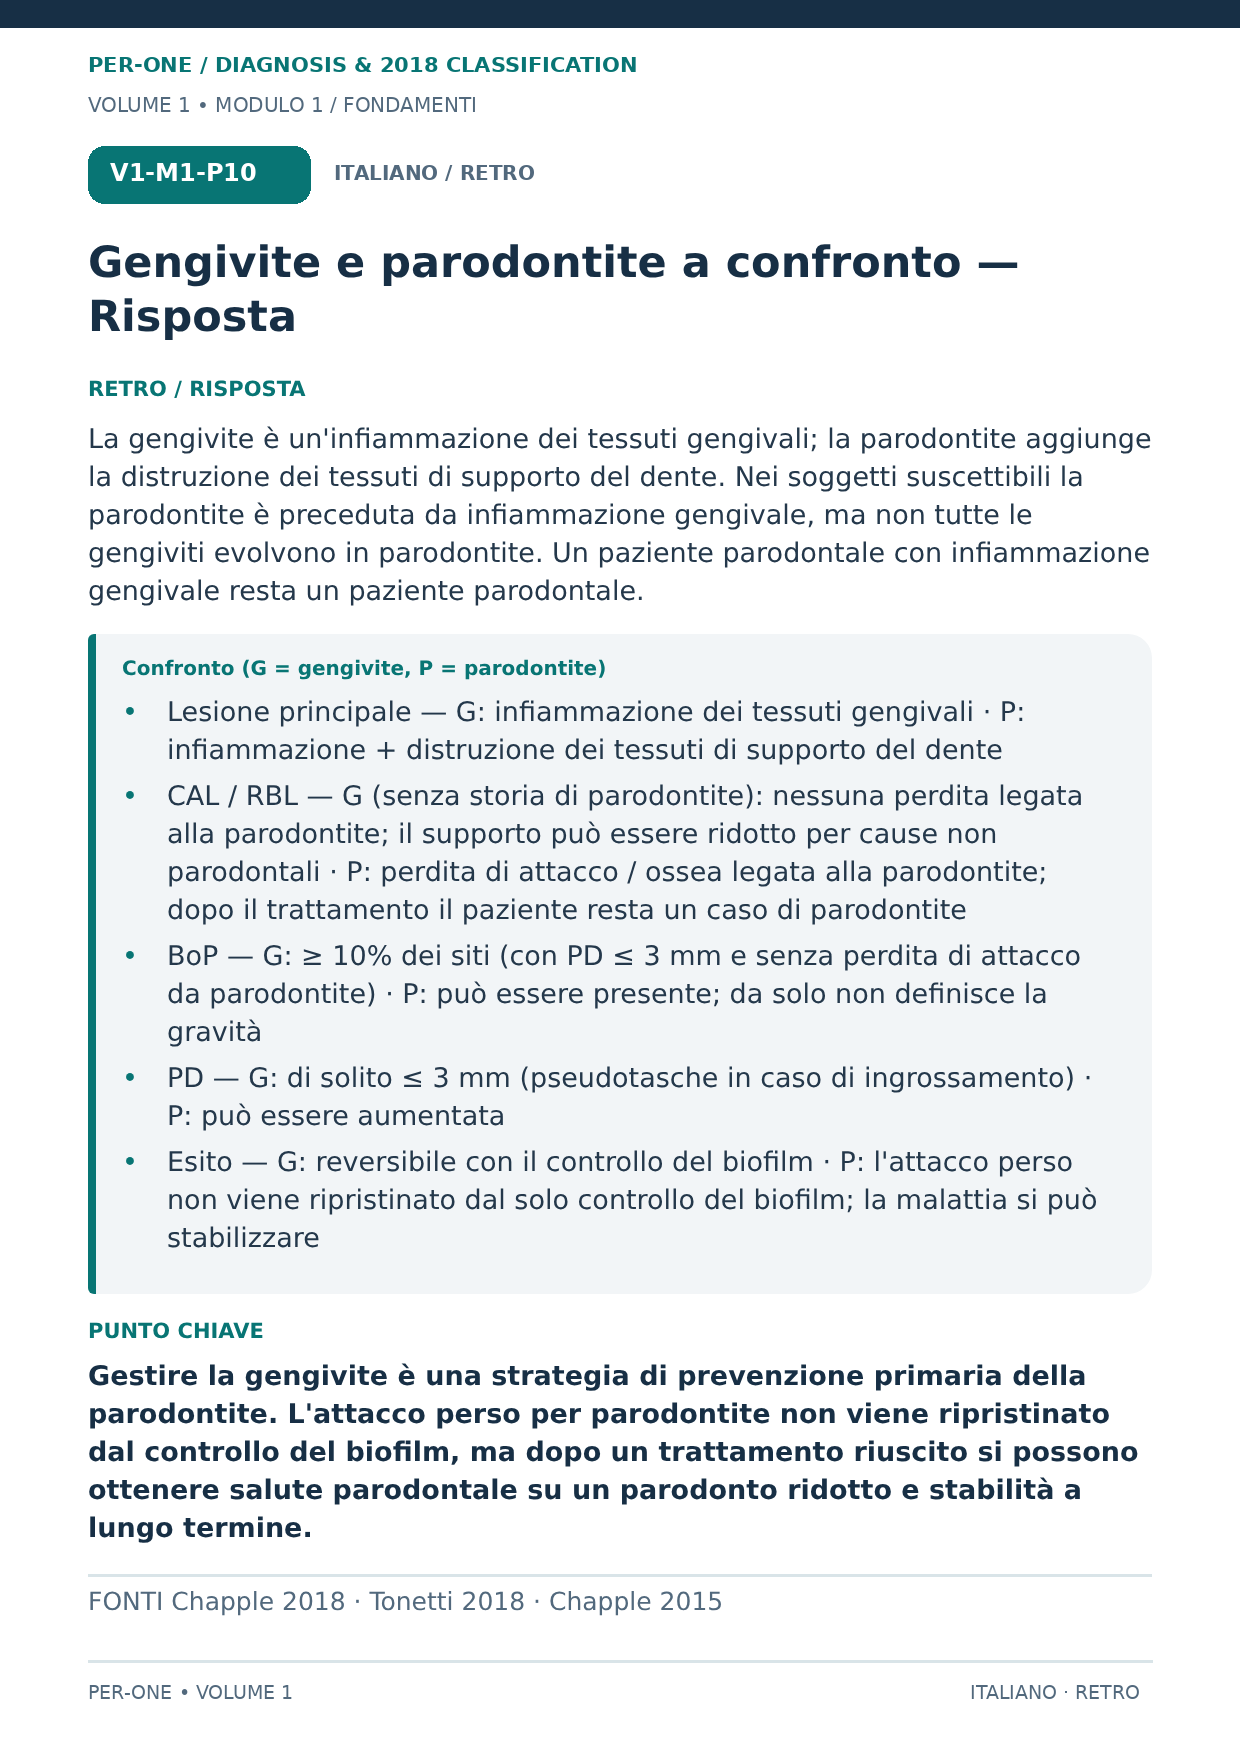 PER-ONE / DIAGNOSIS & 2018 CLASSIFICATION
VOLUME 1 • MODULO 1 / FONDAMENTI
V1-M1-P10
ITALIANO / RETRO
Gengivite e parodontite a confronto —
Risposta
RETRO / RISPOSTA
La gengivite è un'infiammazione dei tessuti gengivali; la parodontite aggiunge
la distruzione dei tessuti di supporto del dente. Nei soggetti suscettibili la
parodontite è preceduta da infiammazione gengivale, ma non tutte le
gengiviti evolvono in parodontite. Un paziente parodontale con infiammazione
gengivale resta un paziente parodontale.
Confronto (G = gengivite, P = parodontite)
• Lesione principale — G: infiammazione dei tessuti gengivali · P:
infiammazione + distruzione dei tessuti di supporto del dente
• CAL / RBL — G (senza storia di parodontite): nessuna perdita legata
alla parodontite; il supporto può essere ridotto per cause non
parodontali · P: perdita di attacco / ossea legata alla parodontite;
dopo il trattamento il paziente resta un caso di parodontite
• BoP — G: ≥ 10% dei siti (con PD ≤ 3 mm e senza perdita di attacco
da parodontite) · P: può essere presente; da solo non definisce la
gravità
• PD — G: di solito ≤ 3 mm (pseudotasche in caso di ingrossamento) ·
P: può essere aumentata
• Esito — G: reversibile con il controllo del biofilm · P: l'attacco perso
non viene ripristinato dal solo controllo del biofilm; la malattia si può
stabilizzare
PUNTO CHIAVE
Gestire la gengivite è una strategia di prevenzione primaria della
parodontite. L'attacco perso per parodontite non viene ripristinato
dal controllo del biofilm, ma dopo un trattamento riuscito si possono
ottenere salute parodontale su un parodonto ridotto e stabilità a
lungo termine.
FONTI Chapple 2018 · Tonetti 2018 · Chapple 2015
PER-ONE • VOLUME 1
ITALIANO · RETRO